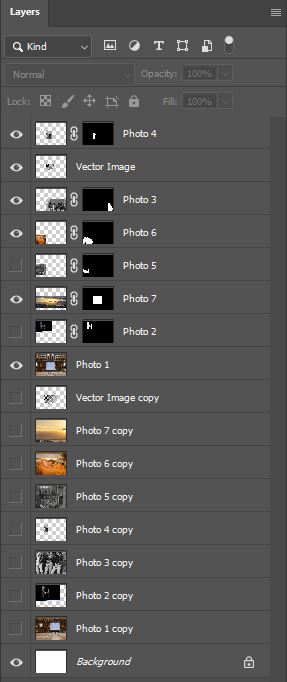 Layers
Kind
Normal
Opacity: 100%
Lock:
Fill: 100%
Photo 4
Vector Image
Photo 3
Photo 6
Photo 5
Photo 7
Photo 2
Photo 1
Vector Image copy
Photo 7 copy
Photo 6 copy
Photo 5 copy
Photo 4 copy
Photo 3 copy
Photo 2 copy
Photo 1 copy
Background